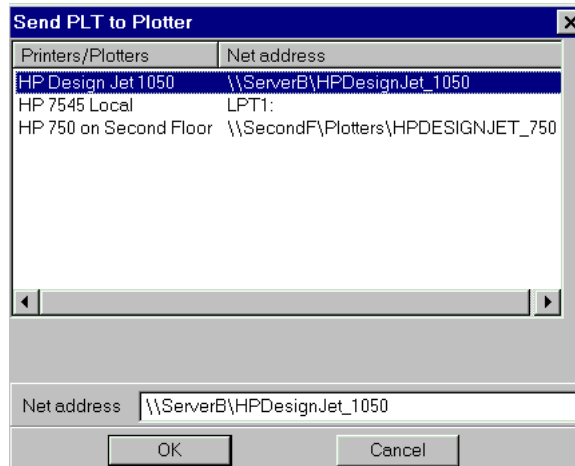 Send PLT to Plotter
Printers/Plotters Net address
HP Design Jet 1050 \\ServerB\HPDesignJet_1050
HP 7545 Local LPT1:
HP 750 on Second Floor \\SecondF\Plotters\HPDESIGNJET_750
Net address \\ServerB\HPDesignJet_1050
OK Cancel